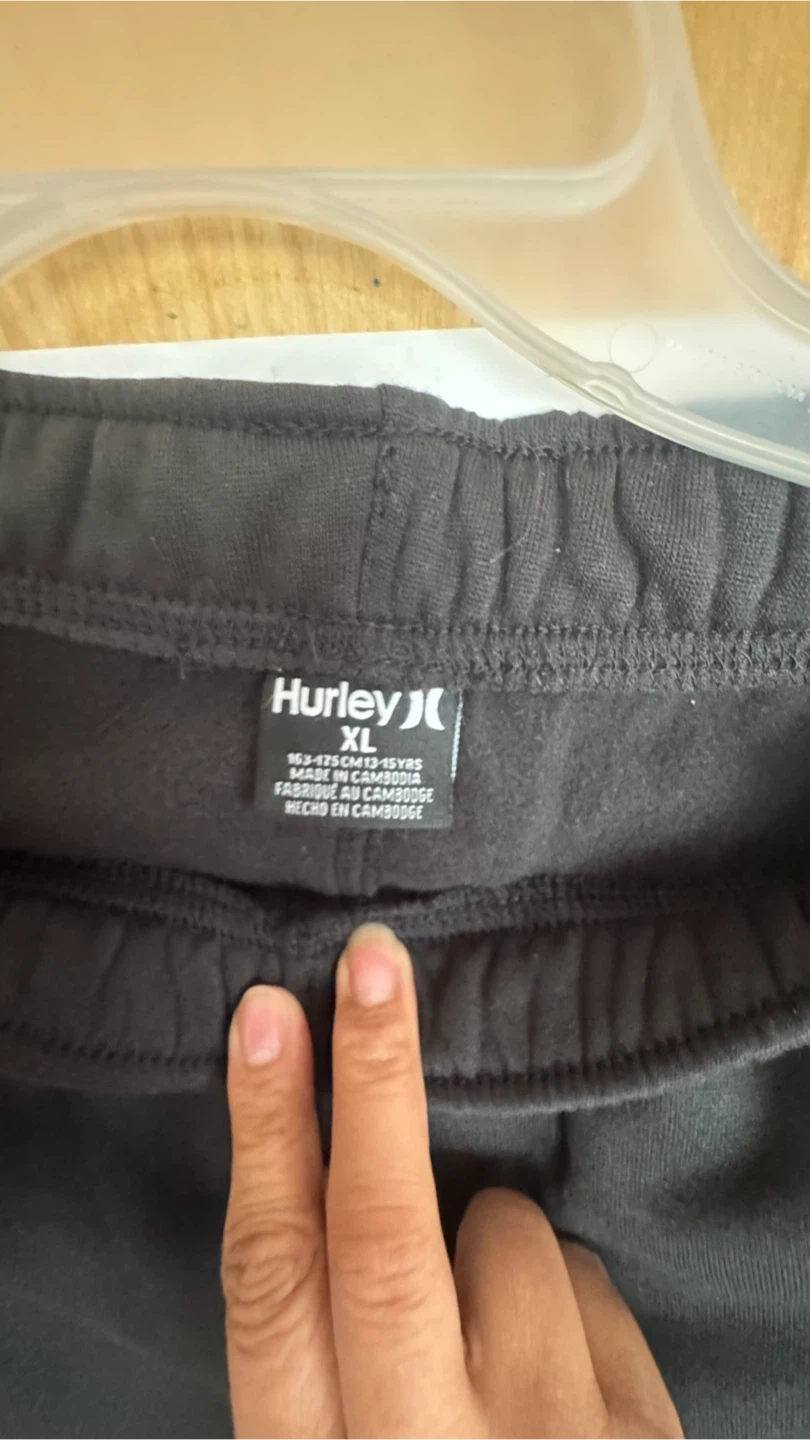 Hurley
XL
163-175CM 13-15YRS
MADE IN CAMBODIA
FABRIQUÉ AU CAMBODGE
HECHO EN CAMBODGE